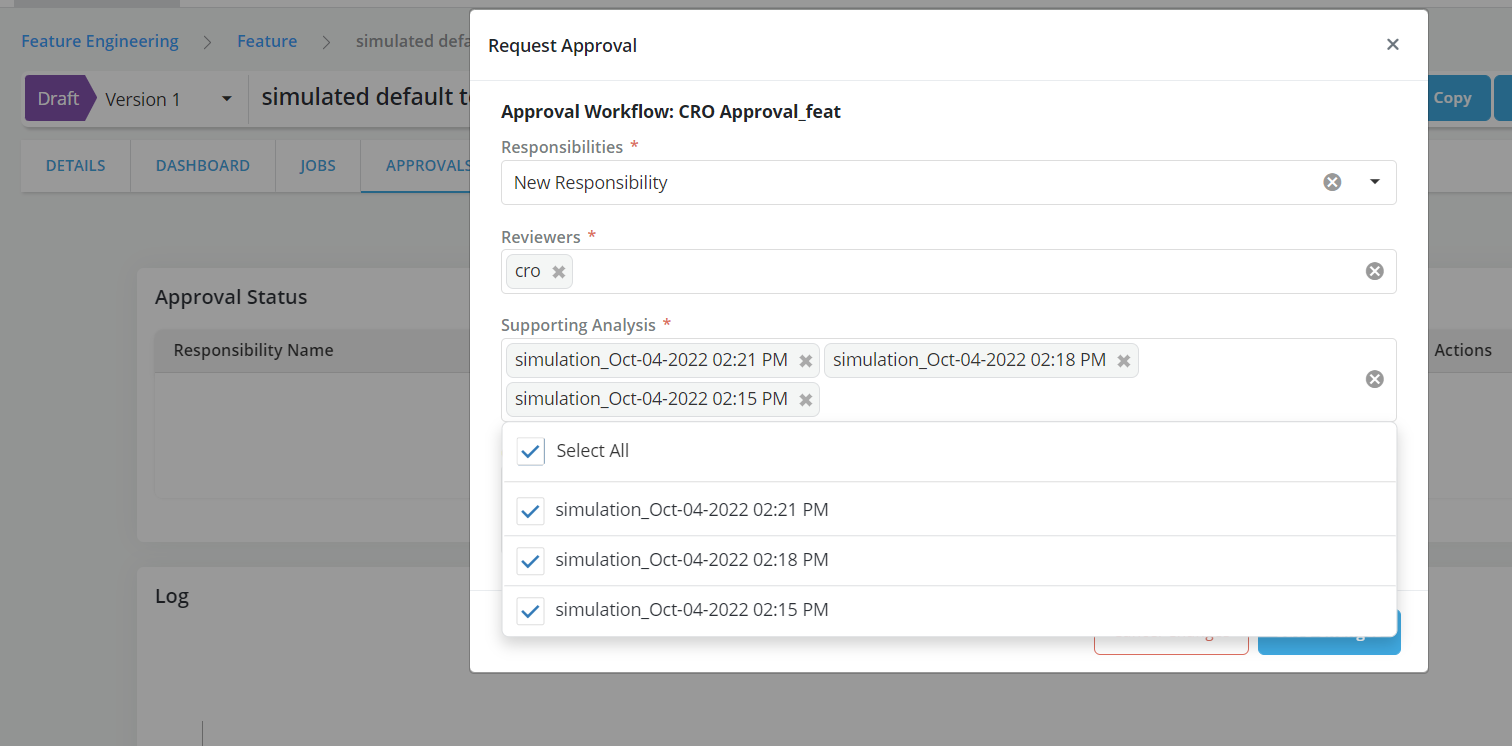 Feature Engineering > Feature > simulated defa
Draft Version 1 simulated default t
Copy
DETAILS DASHBOARD JOBS APPROVALS
Approval Status
Responsibility Name
Actions
Log
Request Approval
Approval Workflow: CRO Approval_feat
Responsibilities *
New Responsibility
Reviewers *
cro
Supporting Analysis *
simulation_Oct-04-2022 02:21 PM simulation_Oct-04-2022 02:18 PM
simulation_Oct-04-2022 02:15 PM
Select All
simulation_Oct-04-2022 02:21 PM
simulation_Oct-04-2022 02:18 PM
simulation_Oct-04-2022 02:15 PM